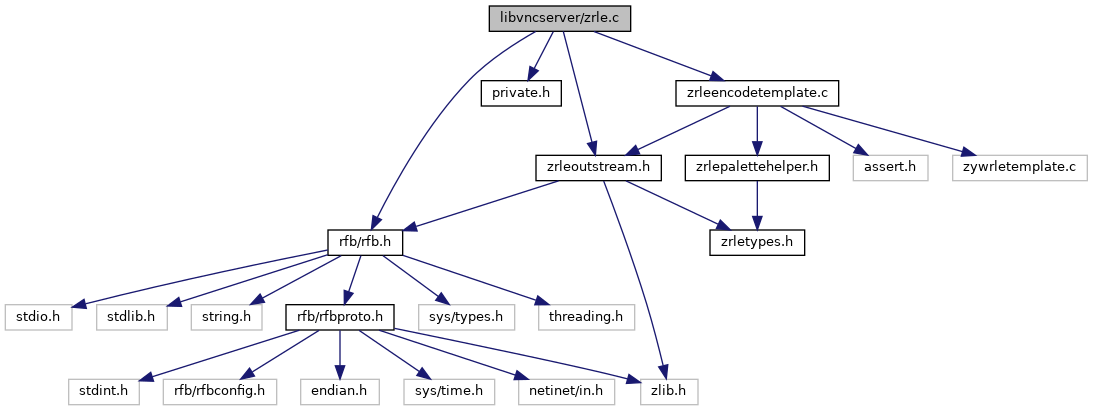 libvncserver/zrle.c
private.h
zrleencodetemplate.c
zrleoutstream.h
zrlepalettehelper.h
assert.h
zywrletemplate.c
rfb/rfb.h
zrletypes.h
stdio.h
stdlib.h
string.h
rfb/rfbproto.h
sys/types.h
threading.h
stdint.h
rfb/rfbconfig.h
endian.h
sys/time.h
netinet/in.h
zlib.h